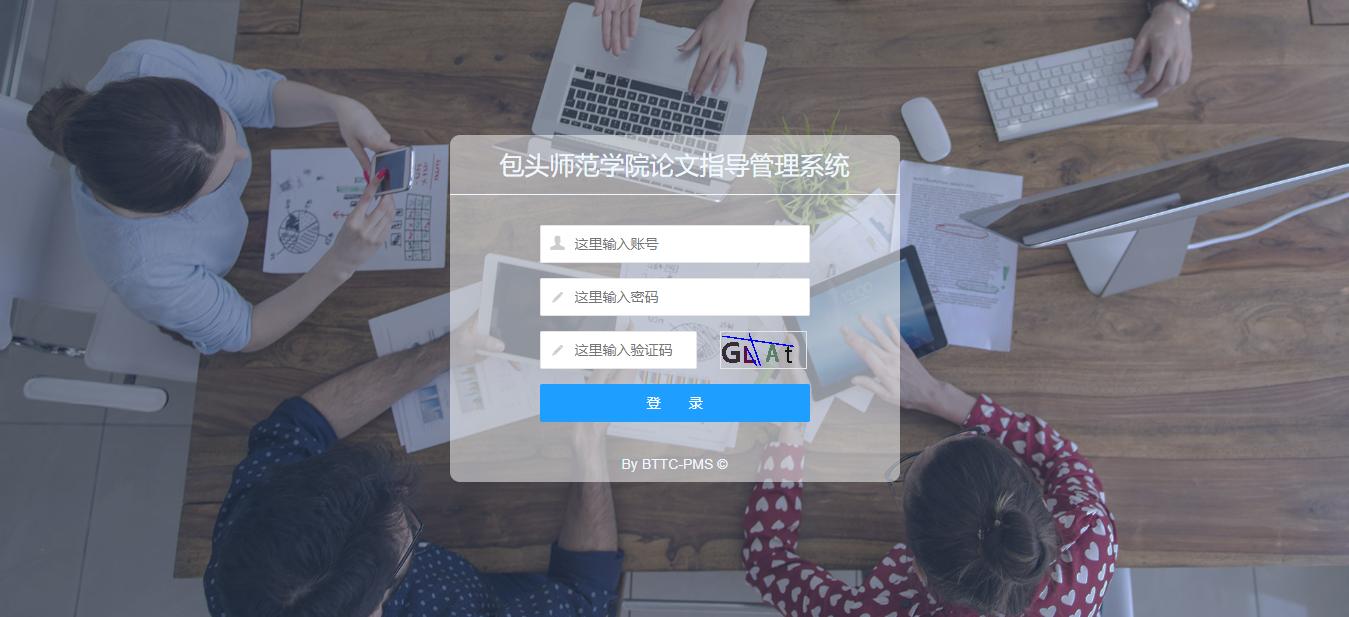 包头师范学院论文指导管理系统
这里输入账号
这里输入密码
这里输入验证码
GLAt
登 录
By BTTC-PMS ©